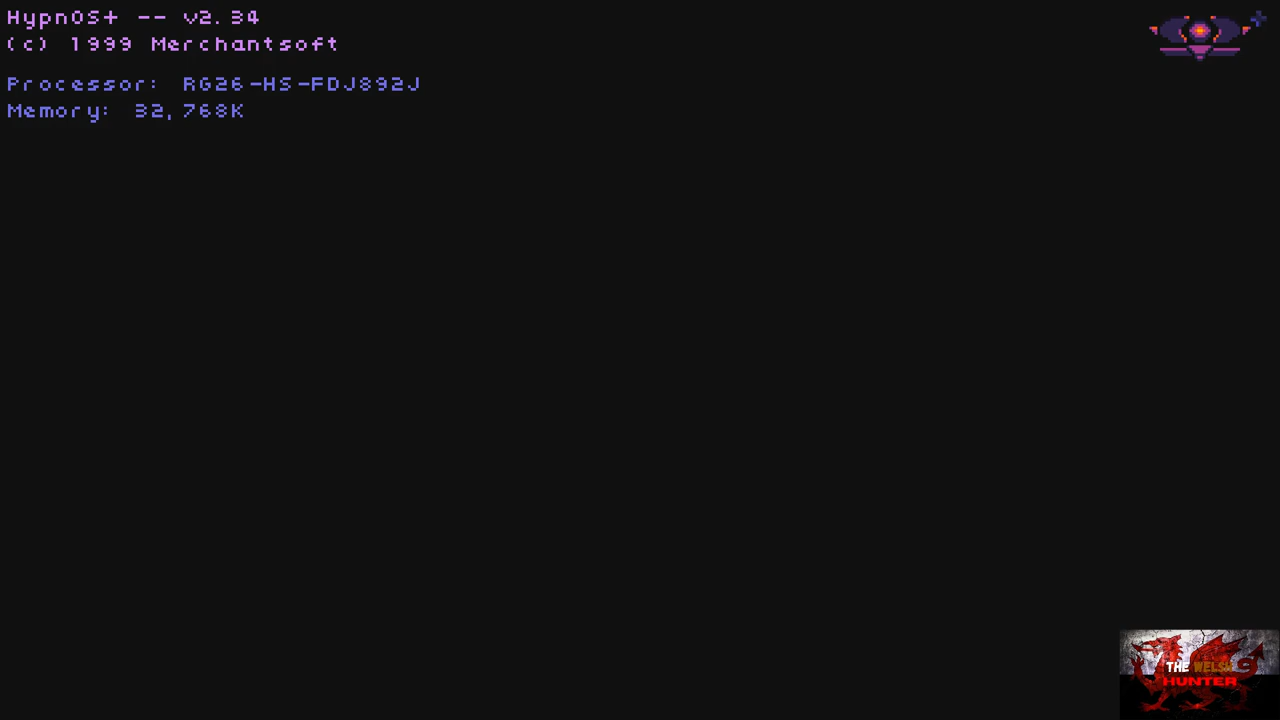 HypnOS+ -- v2.34
(c) 1999 Merchantsoft
Processor: RG26-HS-FDJ892J
Memory: 32,768K
THE WELSH
HUNTER